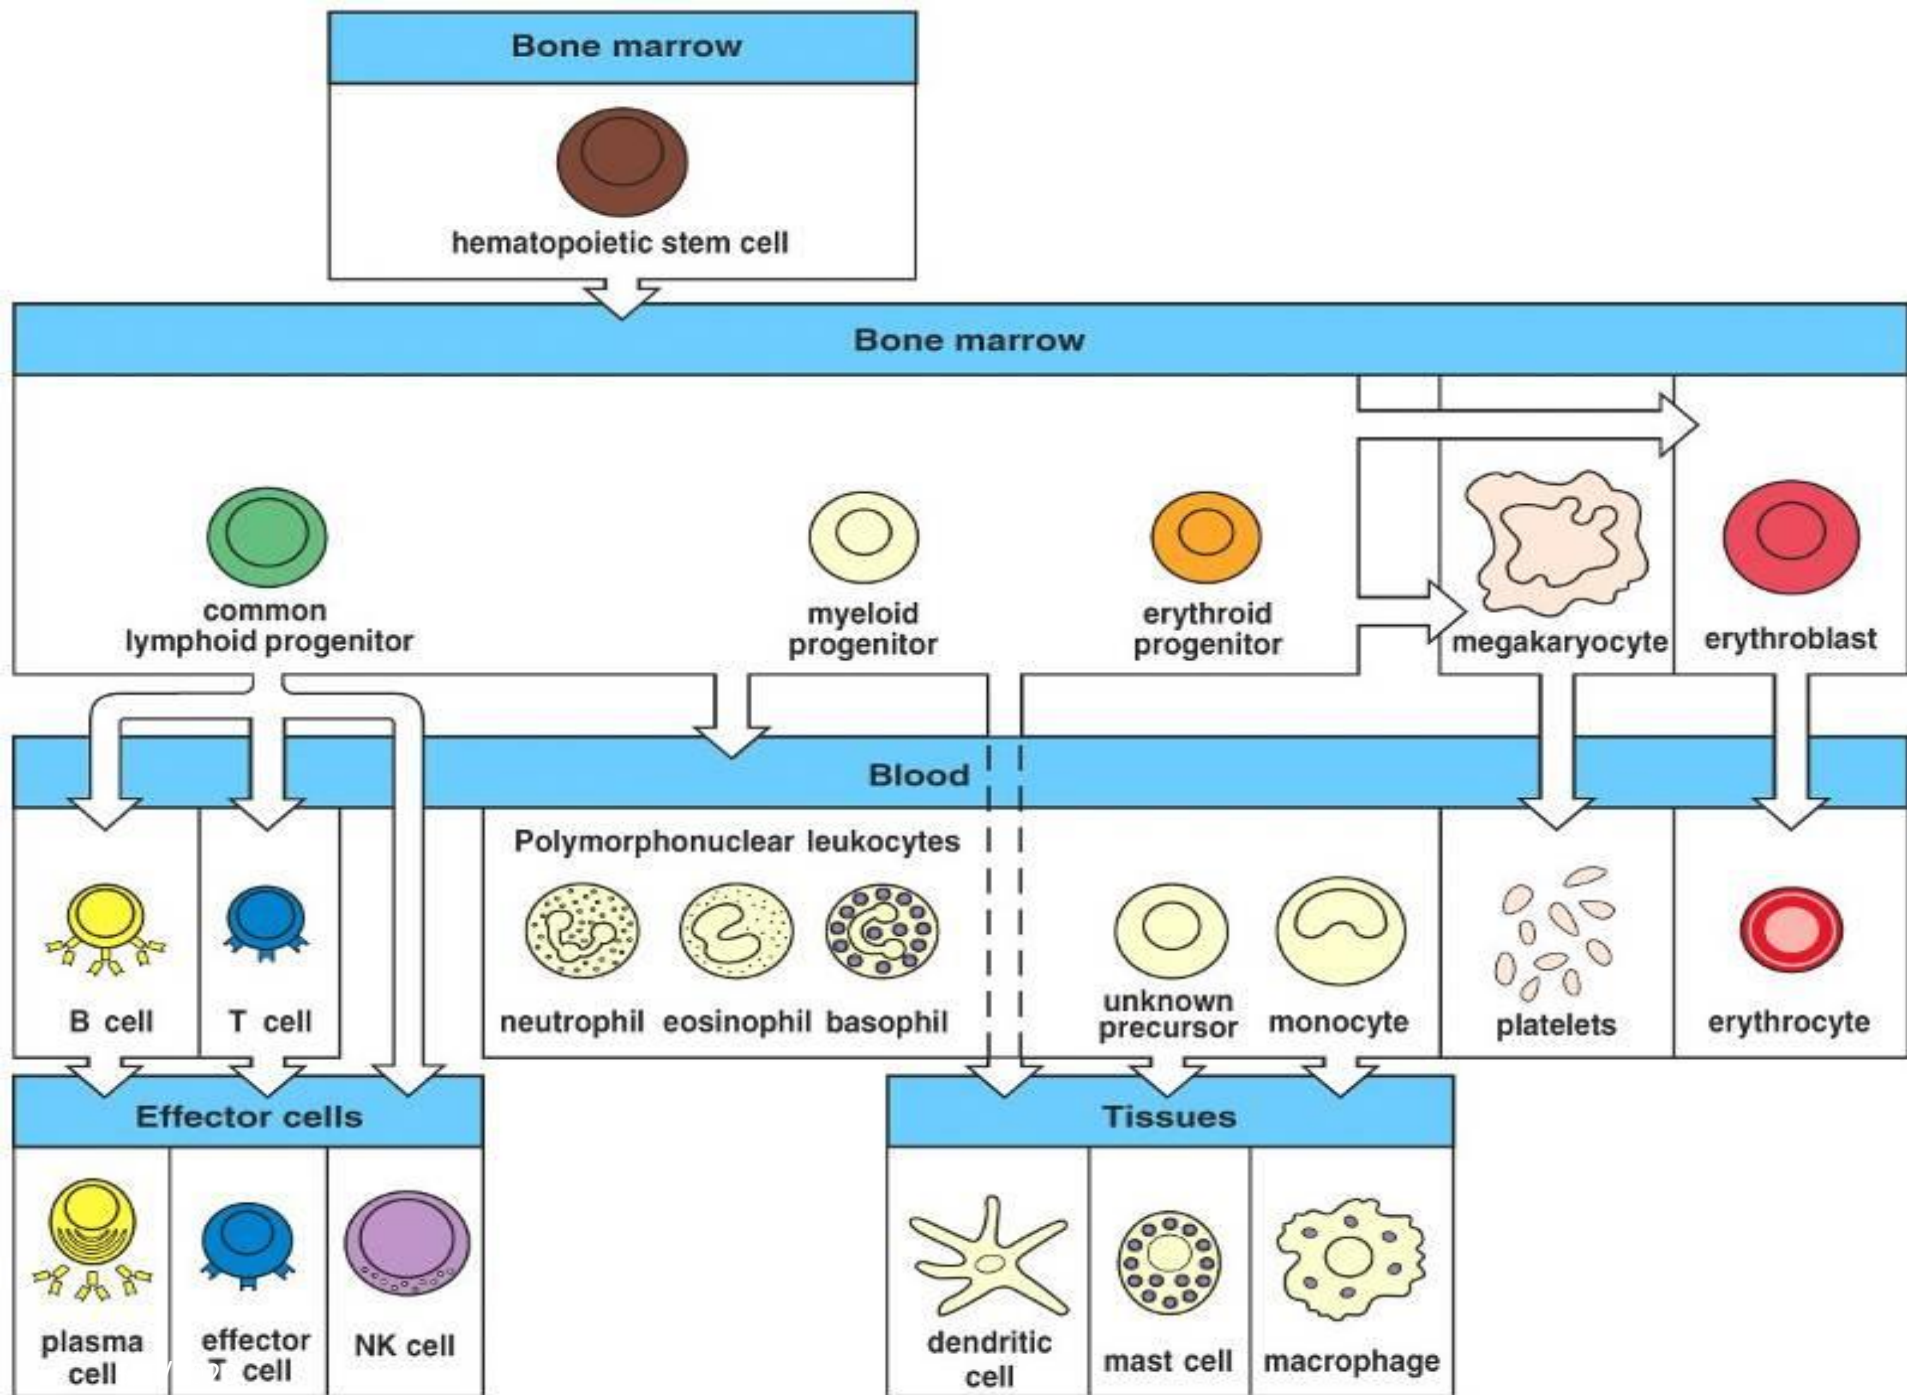 Bone marrow
hematopoietic stem cell
Bone marrow
common
lymphoid progenitor
myeloid
progenitor
erythroid
progenitor
megakaryocyte
erythroblast
Blood
Polymorphonuclear leukocytes
B cell
T cell
neutrophil
eosinophil
basophil
unknown
precursor
monocyte
platelets
erythrocyte
Effector cells
Tissues
plasma
cell
effector
T cell
NK cell
dendritic
cell
mast cell
macrophage